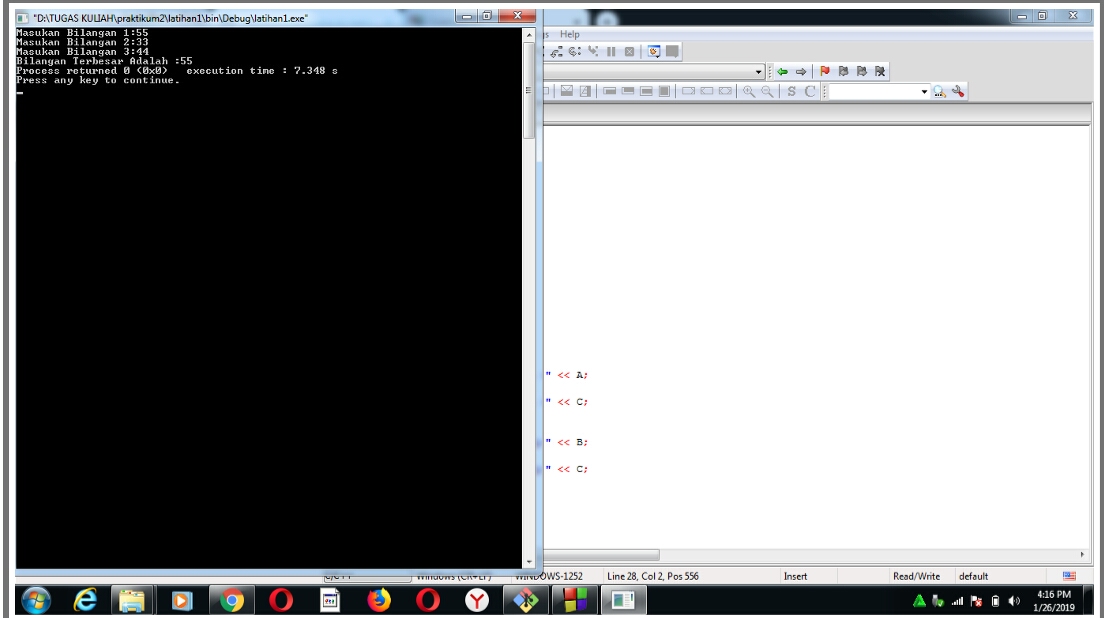 "D:\TUGAS KULIAH\praktikum2\latihan1\bin\Debug\latihan1.exe"
Masukan Bilangan 1:55
Masukan Bilangan 2:33
Masukan Bilangan 3:44
Bilangan Terbesar Adalah :55
Process returned 0 (0x0)   execution time : 7.348 s
Press any key to continue.
Help
S C
" << A;
" << C;
" << B;
" << C;
C/C++ Windows (CR+LF) WINDOWS-1252 Line 28, Col 2, Pos 556 Insert Read/Write default
4:16 PM
1/26/2019